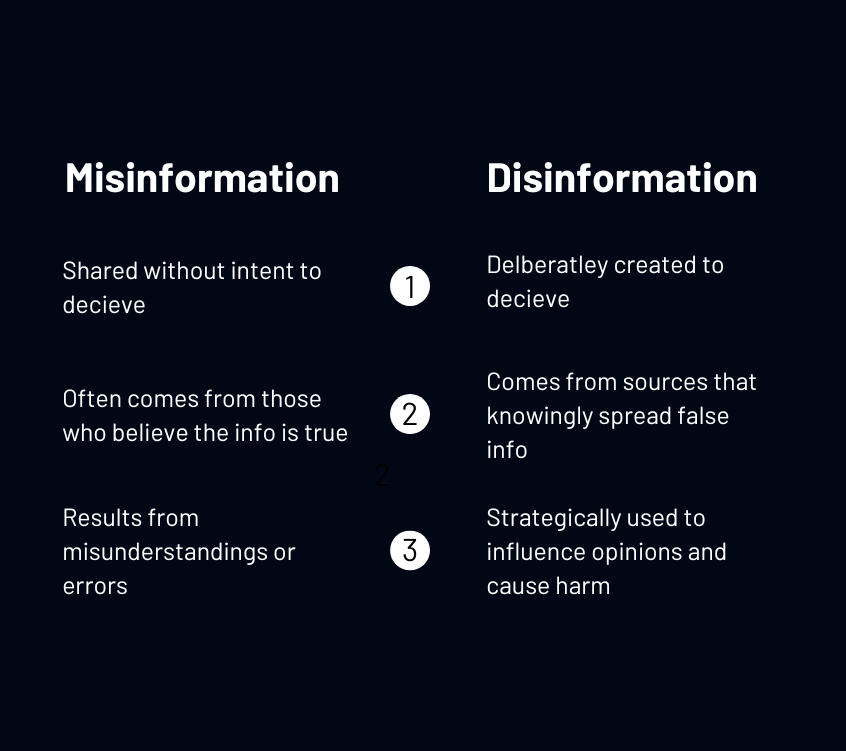 Misinformation
Disinformation
Shared without intent to
decieve
1
Delberatley created to
decieve
Often comes from those
who believe the info is true
2
Comes from sources that
knowingly spread false
info
2
Results from
misunderstandings or
errors
3
Strategically used to
influence opinions and
cause harm